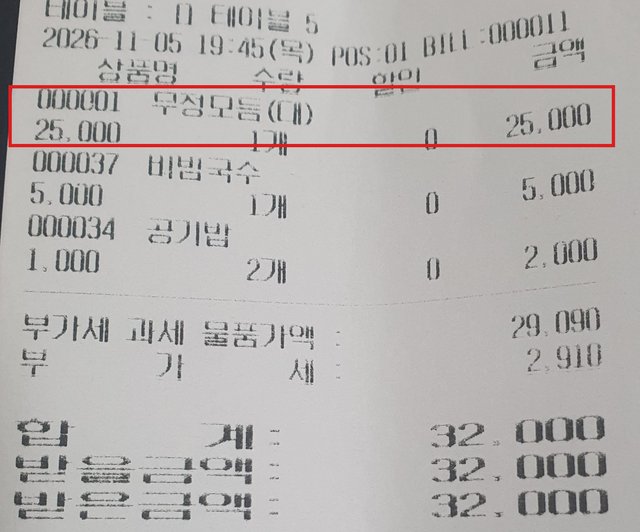 테이블 : 0 테이블 5
2026-11-05 19:45(목) POS:01 BILL:000011
상품명 수량 할인 금액
000001 무정모듬(대)
25,000 1개 0 25,000
000037 비빔국수
5,000 1개 0 5,000
000034 공기밥
1,000 2개 0 2,000
부가세 과세 물품가액 : 29,090
부 가 세 : 2,910
합 계 : 32,000
받을금액 : 32,000
받은금액 : 32,000